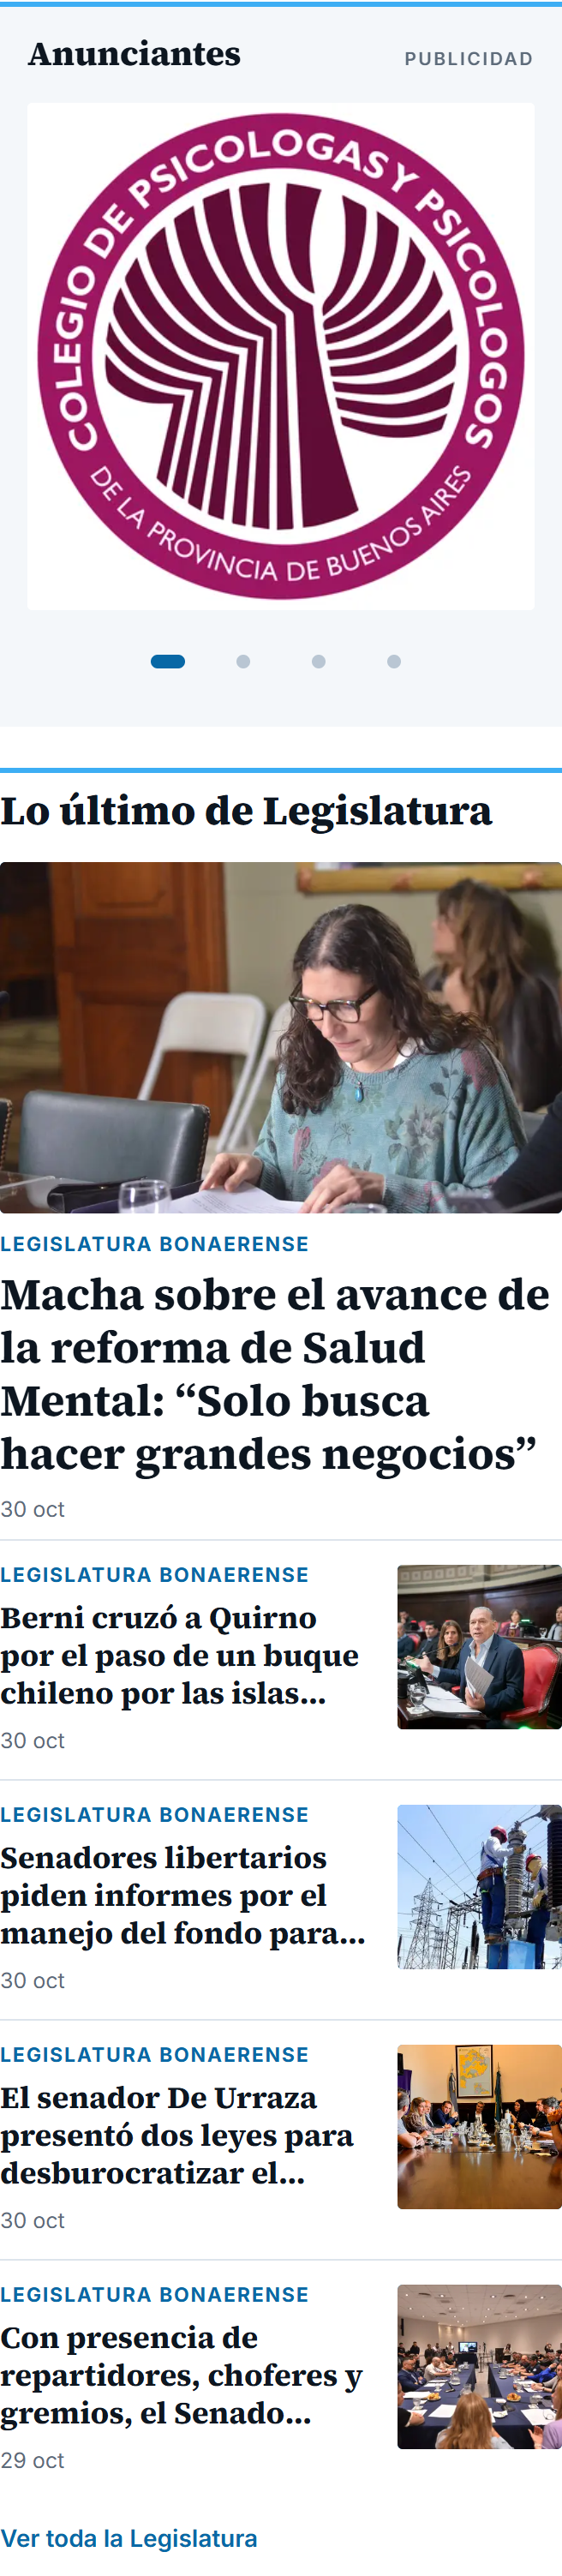 Anunciantes
PUBLICIDAD
COLEGIO DE PSICOLOGAS Y PSICOLOGOS
DE LA PROVINCIA DE BUENOS AIRES
Lo último de Legislatura
LEGISLATURA BONAERENSE
Macha sobre el avance de
la reforma de Salud
Mental: “Solo busca
hacer grandes negocios”
30 oct
LEGISLATURA BONAERENSE
Berni cruzó a Quirno
por el paso de un buque
chileno por las islas...
30 oct
LEGISLATURA BONAERENSE
Senadores libertarios
piden informes por el
manejo del fondo para...
30 oct
LEGISLATURA BONAERENSE
El senador De Urraza
presentó dos leyes para
desburocratizar el...
30 oct
LEGISLATURA BONAERENSE
Con presencia de
repartidores, choferes y
gremios, el Senado...
29 oct
Ver toda la Legislatura